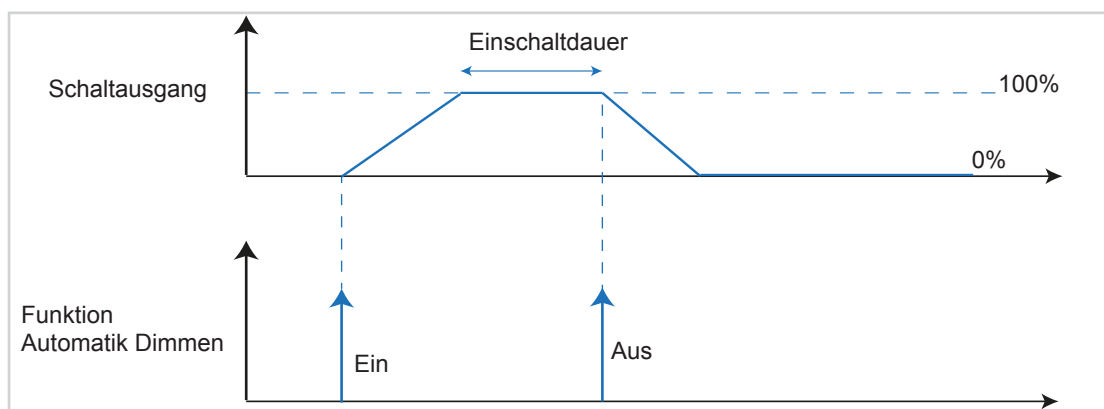 Einschaltdauer
Schaltausgang
100%
0%
Funktion
Automatik Dimmen
Ein
Aus